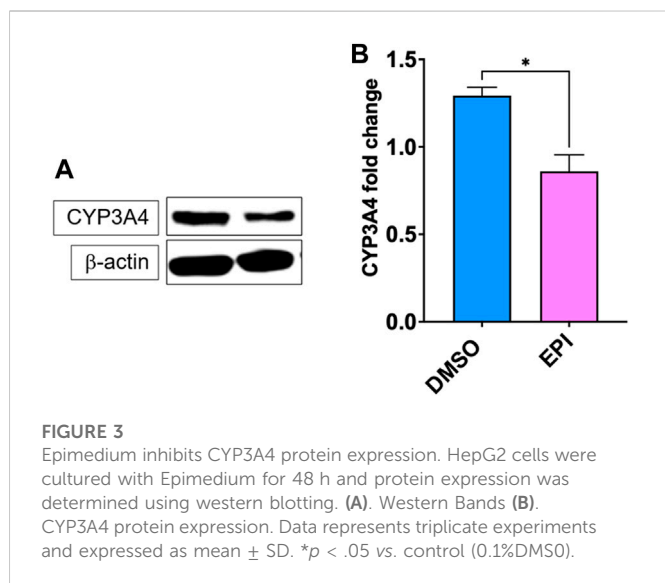 A
CYP3A4
β-actin
B
CYP3A4 fold change
1.5
1.0
0.5
0.0
*
DMSO
EPI
FIGURE 3
Epimedium inhibits CYP3A4 protein expression. HepG2 cells were
cultured with Epimedium for 48 h and protein expression was
determined using western blotting. (A). Western Bands (B).
CYP3A4 protein expression. Data represents triplicate experiments
and expressed as mean ± SD. *p < .05 vs. control (0.1%DMS0).